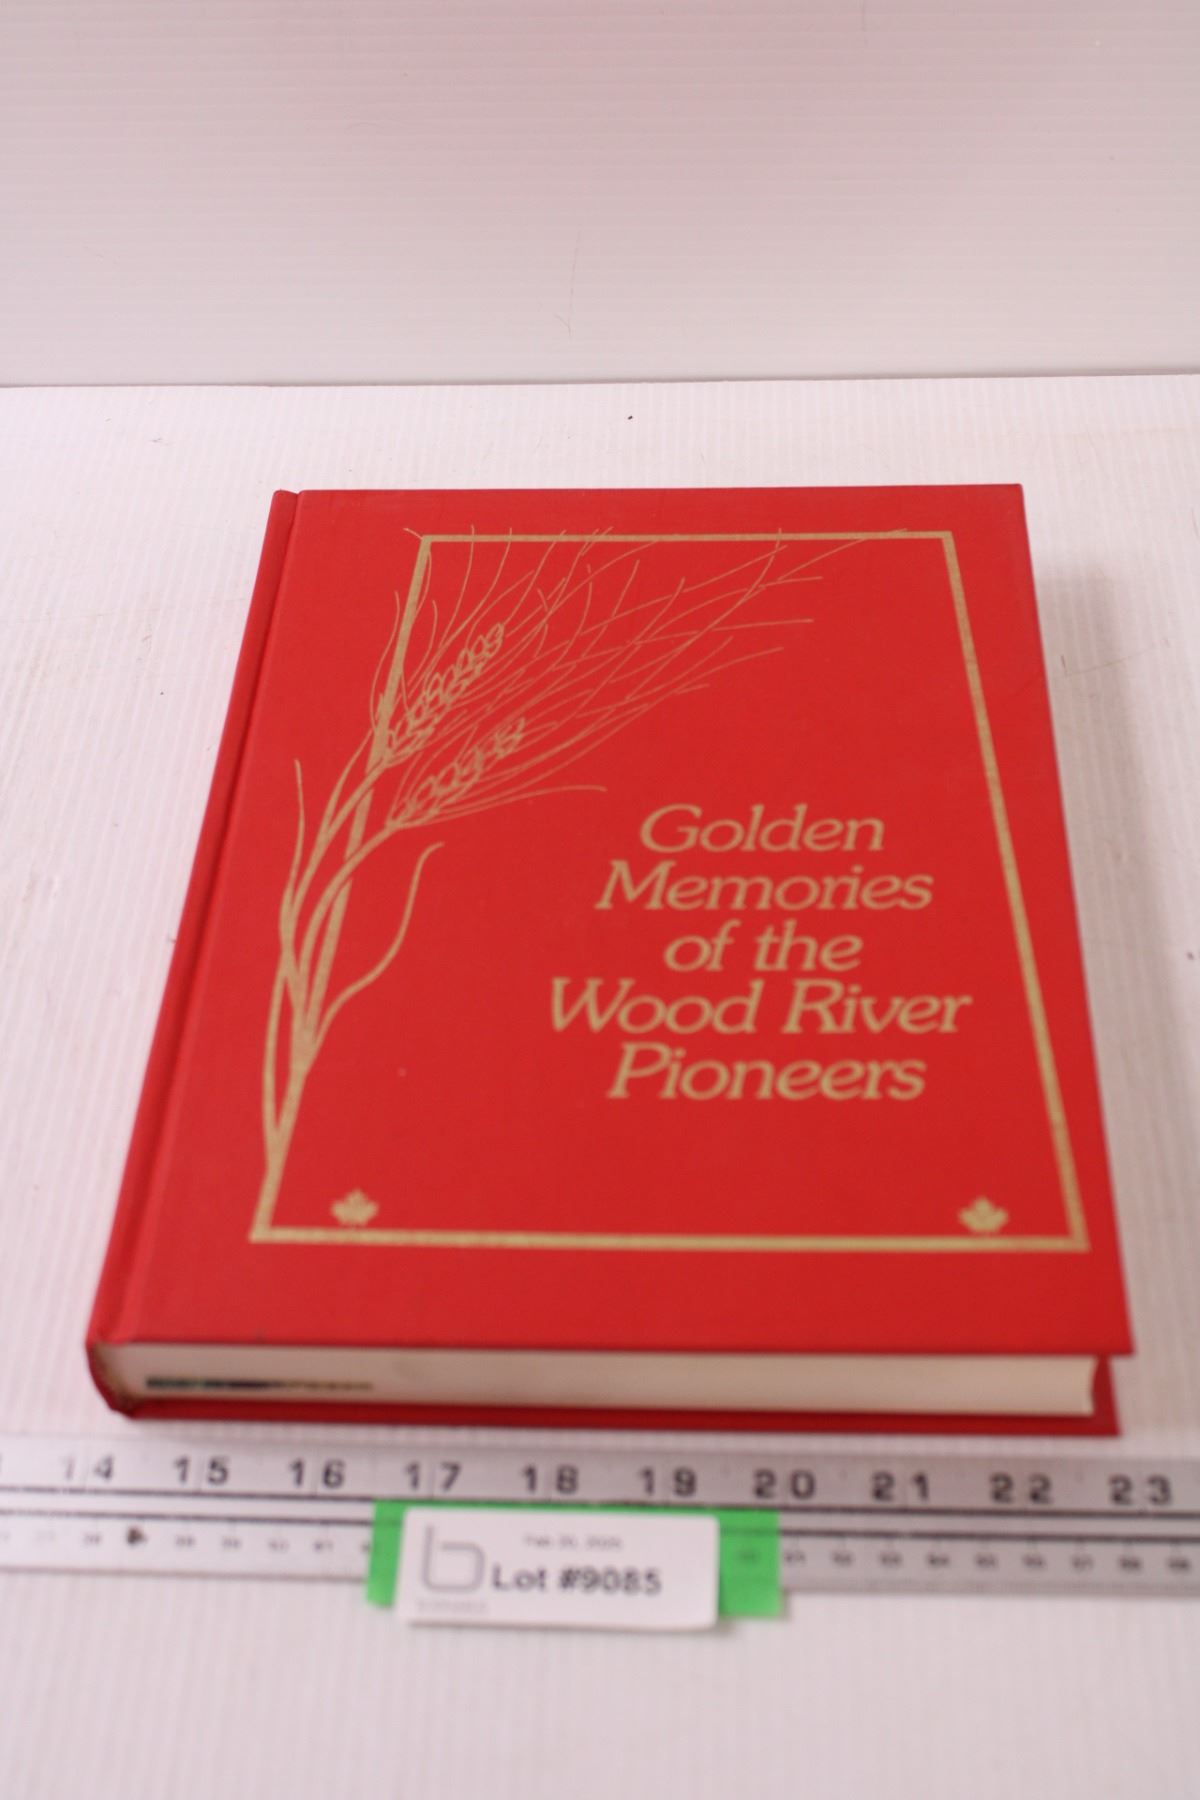 Golden
Memories
of the
Wood River
Pioneers
14 15 16 17 18 19 20 21 22 23
b
Lot #9085